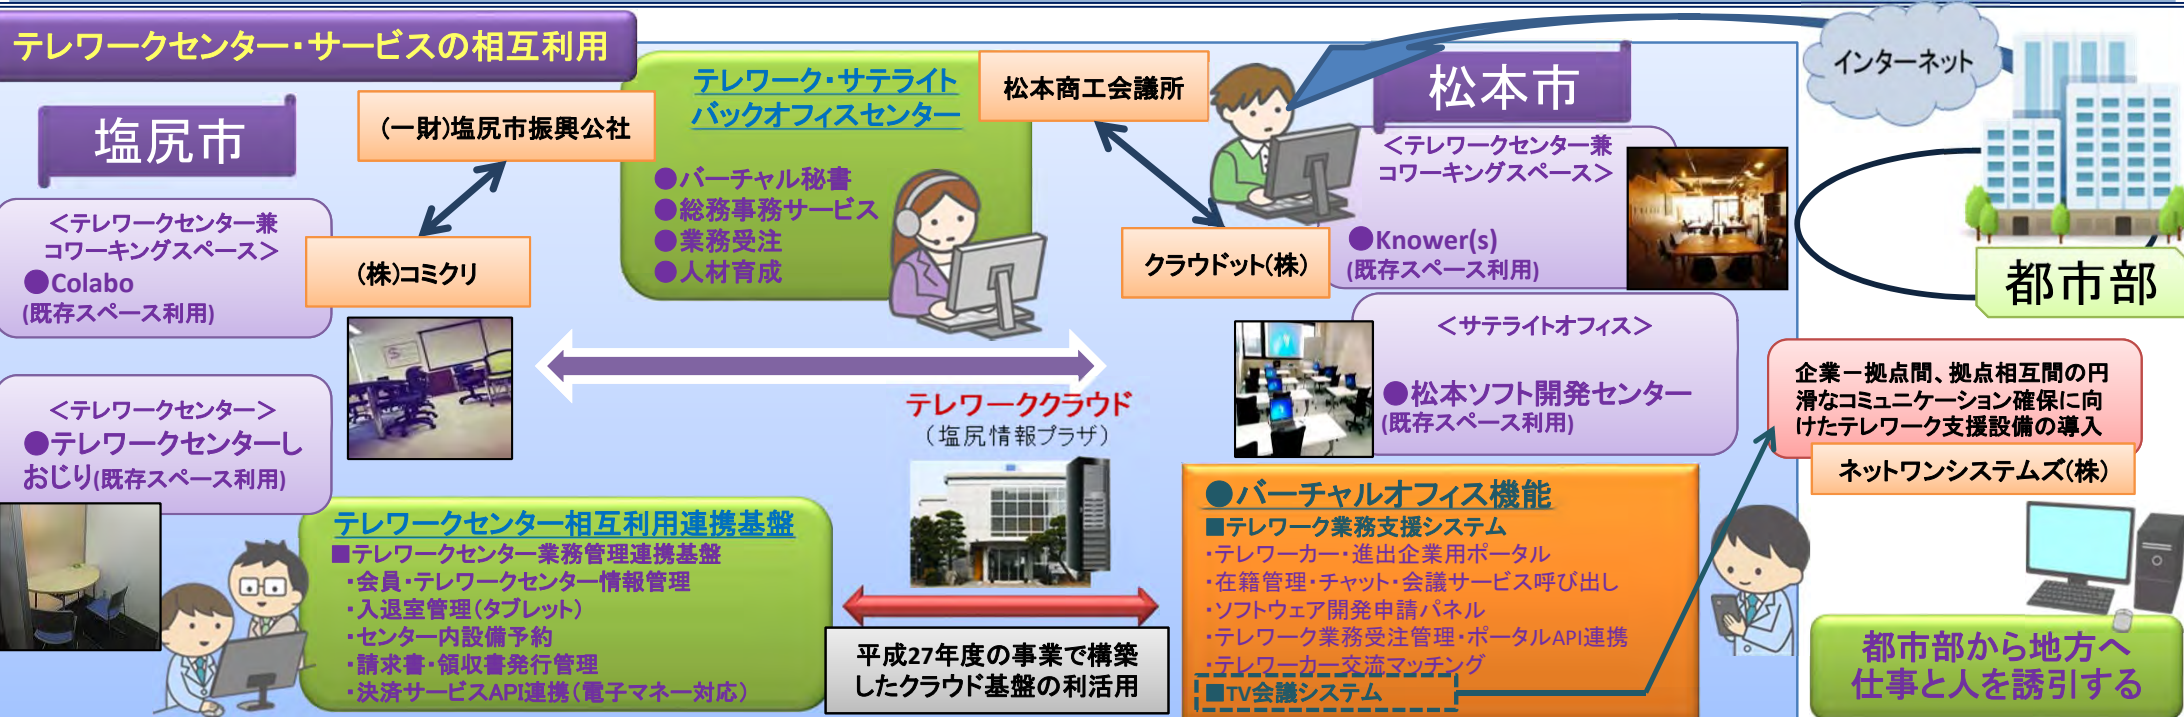 テレワークセンター・サービスの相互利用
塩尻市
(一財)塩尻市振興公社
<テレワークセンター兼
コワーキングスペース>
●Colabo
(既存スペース利用)
(株)コミクリ
<テレワークセンター>
●テレワークセンターし
おじり(既存スペース利用)
テレワーク・サテライト
バックオフィスセンター
●バーチャル秘書
●総務事務サービス
●業務受注
●人材育成
松本商工会議所
クラウドット(株)
松本市
<テレワークセンター兼
コワーキングスペース>
●Knower(s)
(既存スペース利用)
<サテライトオフィス>
●松本ソフト開発センター
(既存スペース利用)
インターネット
都市部
企業ー拠点間、拠点相互間の円
滑なコミュニケーション確保に向
けたテレワーク支援設備の導入
ネットワンシステムズ(株)
テレワーククラウド
(塩尻情報プラザ)
テレワークセンター相互利用連携基盤
■テレワークセンター業務管理連携基盤
・会員・テレワークセンター情報管理
・入退室管理(タブレット)
・センター内設備予約
・請求書・領収書発行管理
・決済サービスAPI連携(電子マネー対応)
平成27年度の事業で構築
したクラウド基盤の利活用
●バーチャルオフィス機能
■テレワーク業務支援システム
・テレワーカー・進出企業用ポータル
・在籍管理・チャット・会議サービス呼び出し
・ソフトウェア開発申請パネル
・テレワーク業務受注管理・ポータルAPI連携
・テレワーカー交流マッチング
■TV会議システム
都市部から地方へ
仕事と人を誘引する